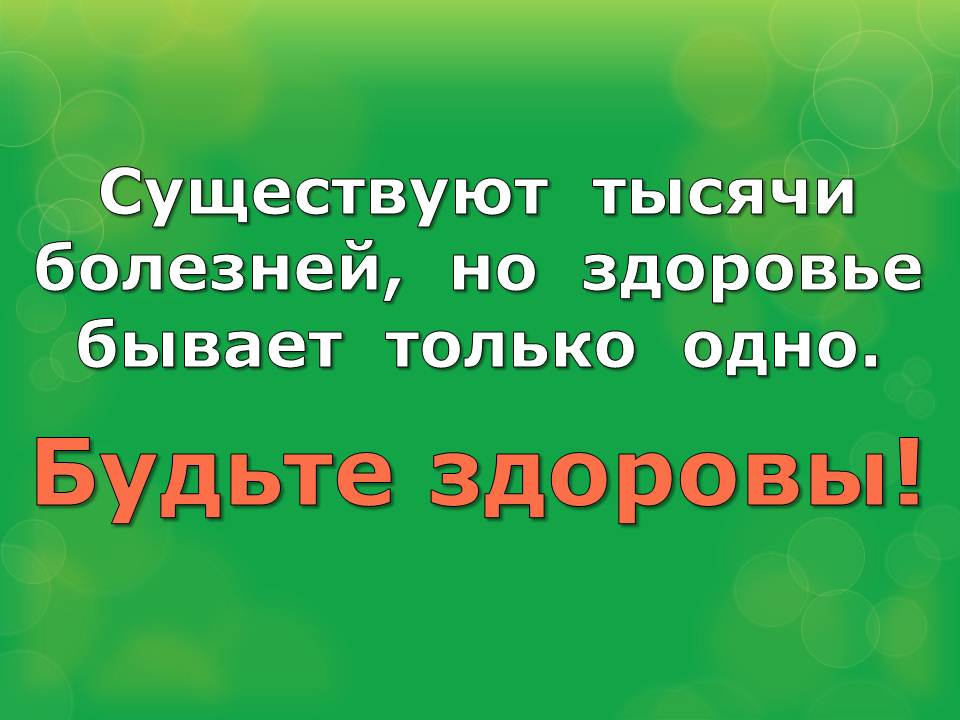 Существуют тысячи
болезней, но здоровье
бывает только одно.
Будьте здоровы!